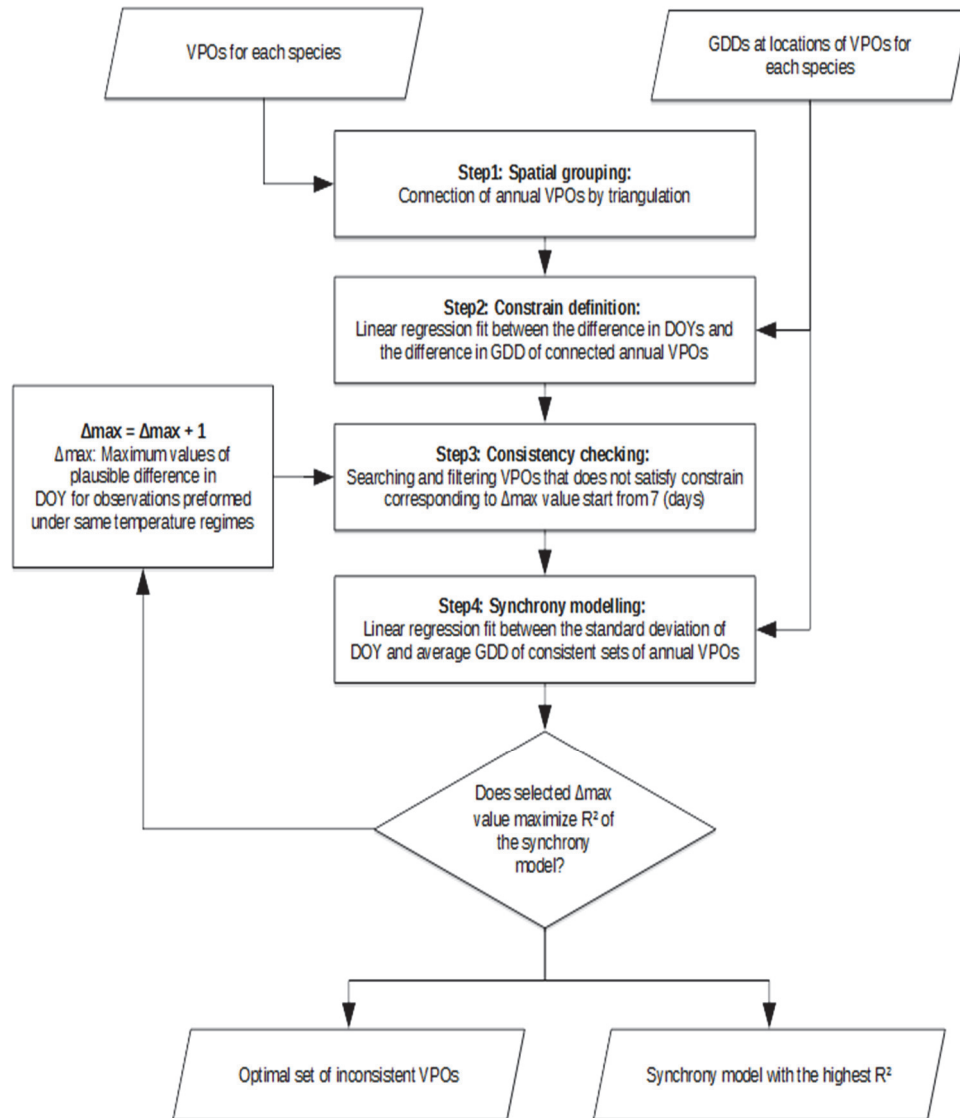 VPOs for each species
GDDs at locations of VPOs for
each species
Step1: Spatial grouping:
Connection of annual VPOs by triangulation
Step2: Constrain definition:
Linear regression fit between the difference in DOYs and
the difference in GDD of connected annual VPOs
Δmax = Δmax + 1
Δmax: Maximum values of
plausible difference in
DOY for observations preformed
under same temperature regimes
Step3: Consistency checking:
Searching and filtering VPOs that does not satisfy constrain
corresponding to Δmax value start from 7 (days)
Step4: Synchrony modelling:
Linear regression fit between the standard deviation of
DOY and average GDD of consistent sets of annual VPOs
Does selected Δmax
value maximize R² of
the synchrony
model?
Optimal set of inconsistent VPOs
Synchrony model with the highest R²